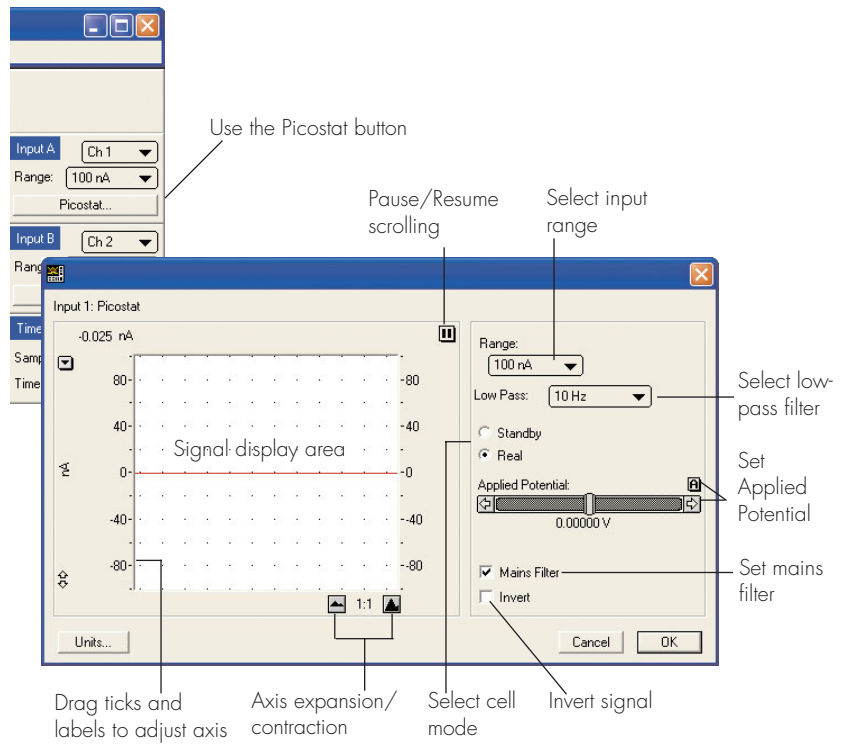 Use the Picostat button
Input A
Ch 1
Range:
100 nA
Picostat...
Input B
Ch 2
Rang
Time
Samp
Time
Pause/Resume
scrolling
Select input
range
Input 1: Picostat
-0.025 nA
80
40
0
-40
-80
nA
Signal display area
80
40
0
-40
-80
1:1
Units...
Range:
100 nA
Low Pass:
10 Hz
Standby
Real
Applied Potential:
A
0.00000 V
Mains Filter
Invert
Cancel
OK
Select low-
pass filter
Set
Applied
Potential
Set mains
filter
Drag ticks and
labels to adjust axis
Axis expansion/
contraction
Select cell
mode
Invert signal